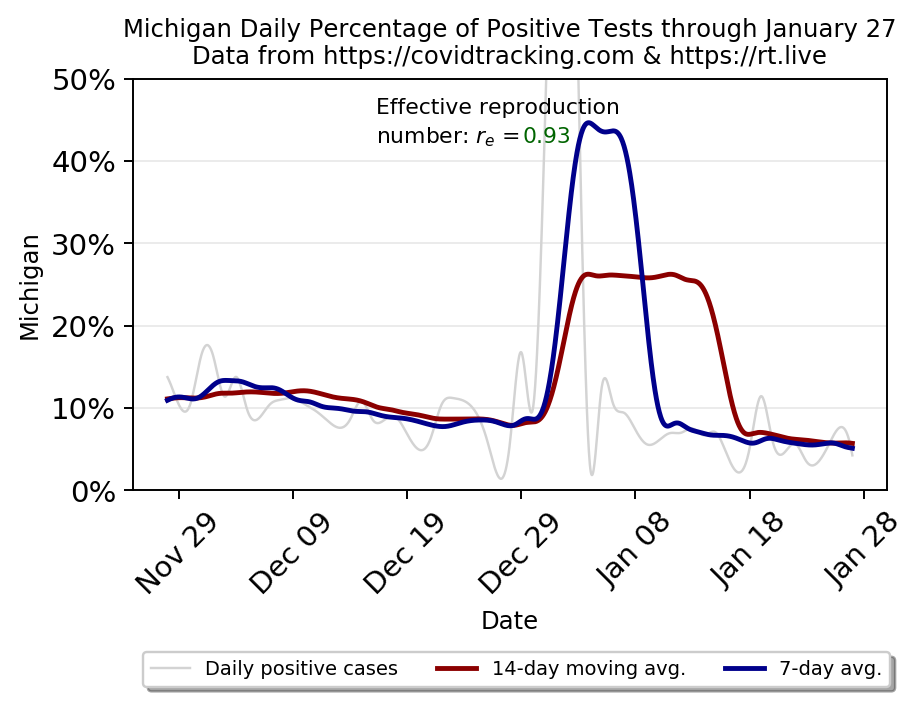 Michigan Daily Percentage of Positive Tests through January 27
Data from https://covidtracking.com & https://rt.live
50%
Effective reproduction
number: rₑ = 0.93
40%
30%
20%
10%
0%
Michigan
Nov 29
Dec 09
Dec 19
Dec 29
Jan 08
Jan 18
Jan 28
Date
Daily positive cases
14-day moving avg.
7-day avg.